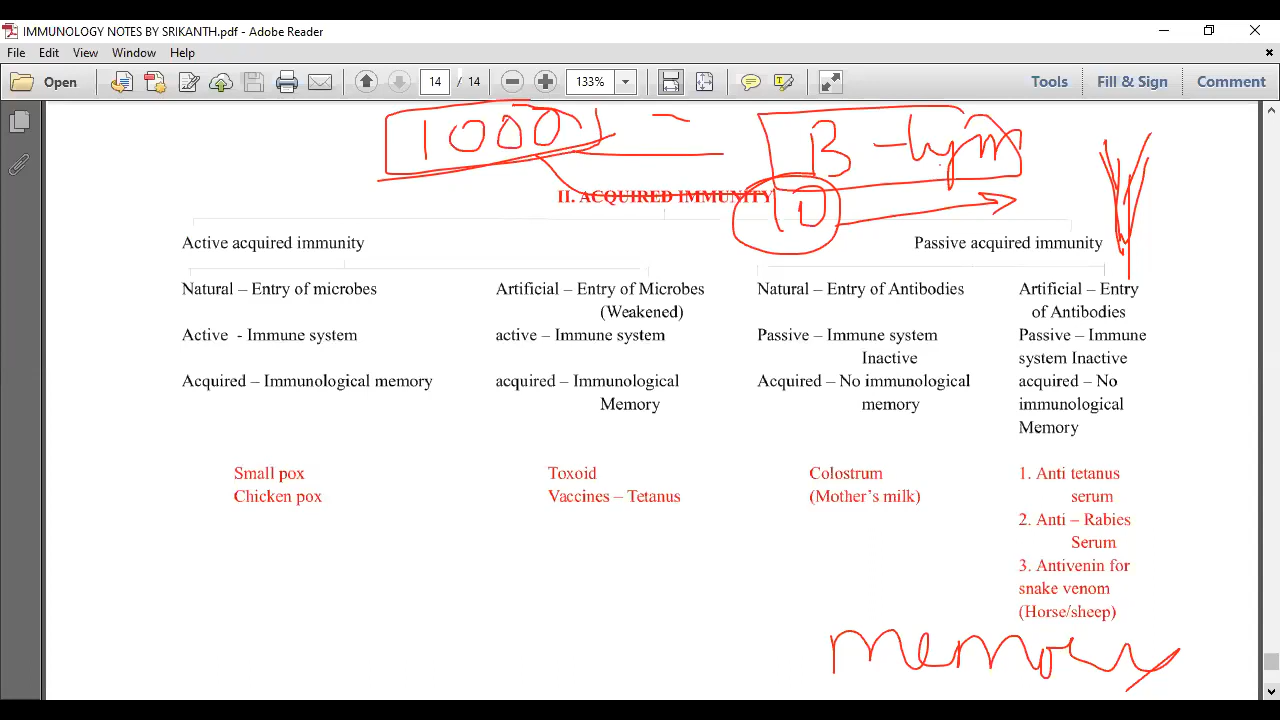 IMMUNOLOGY NOTES BY SRIKANTH.pdf - Adobe Reader
File Edit View Window Help
Open 14 / 14 133% Tools Fill & Sign Comment
1000
B - lym
II. ACQUIRED IMMUNITY
Active acquired immunity Passive acquired immunity
Natural – Entry of microbes Artificial – Entry of Microbes Natural – Entry of Antibodies Artificial – Entry
(Weakened) of Antibodies
Active - Immune system active – Immune system Passive – Immune system Passive – Immune
Inactive system Inactive
Acquired – Immunological memory acquired – Immunological Acquired – No immunological acquired – No
Memory memory immunological
Memory
Small pox Toxoid Colostrum 1. Anti tetanus
Chicken pox Vaccines – Tetanus (Mother's milk) serum
2. Anti – Rabies
Serum
3. Antivenin for
snake venom
(Horse/sheep)
memory